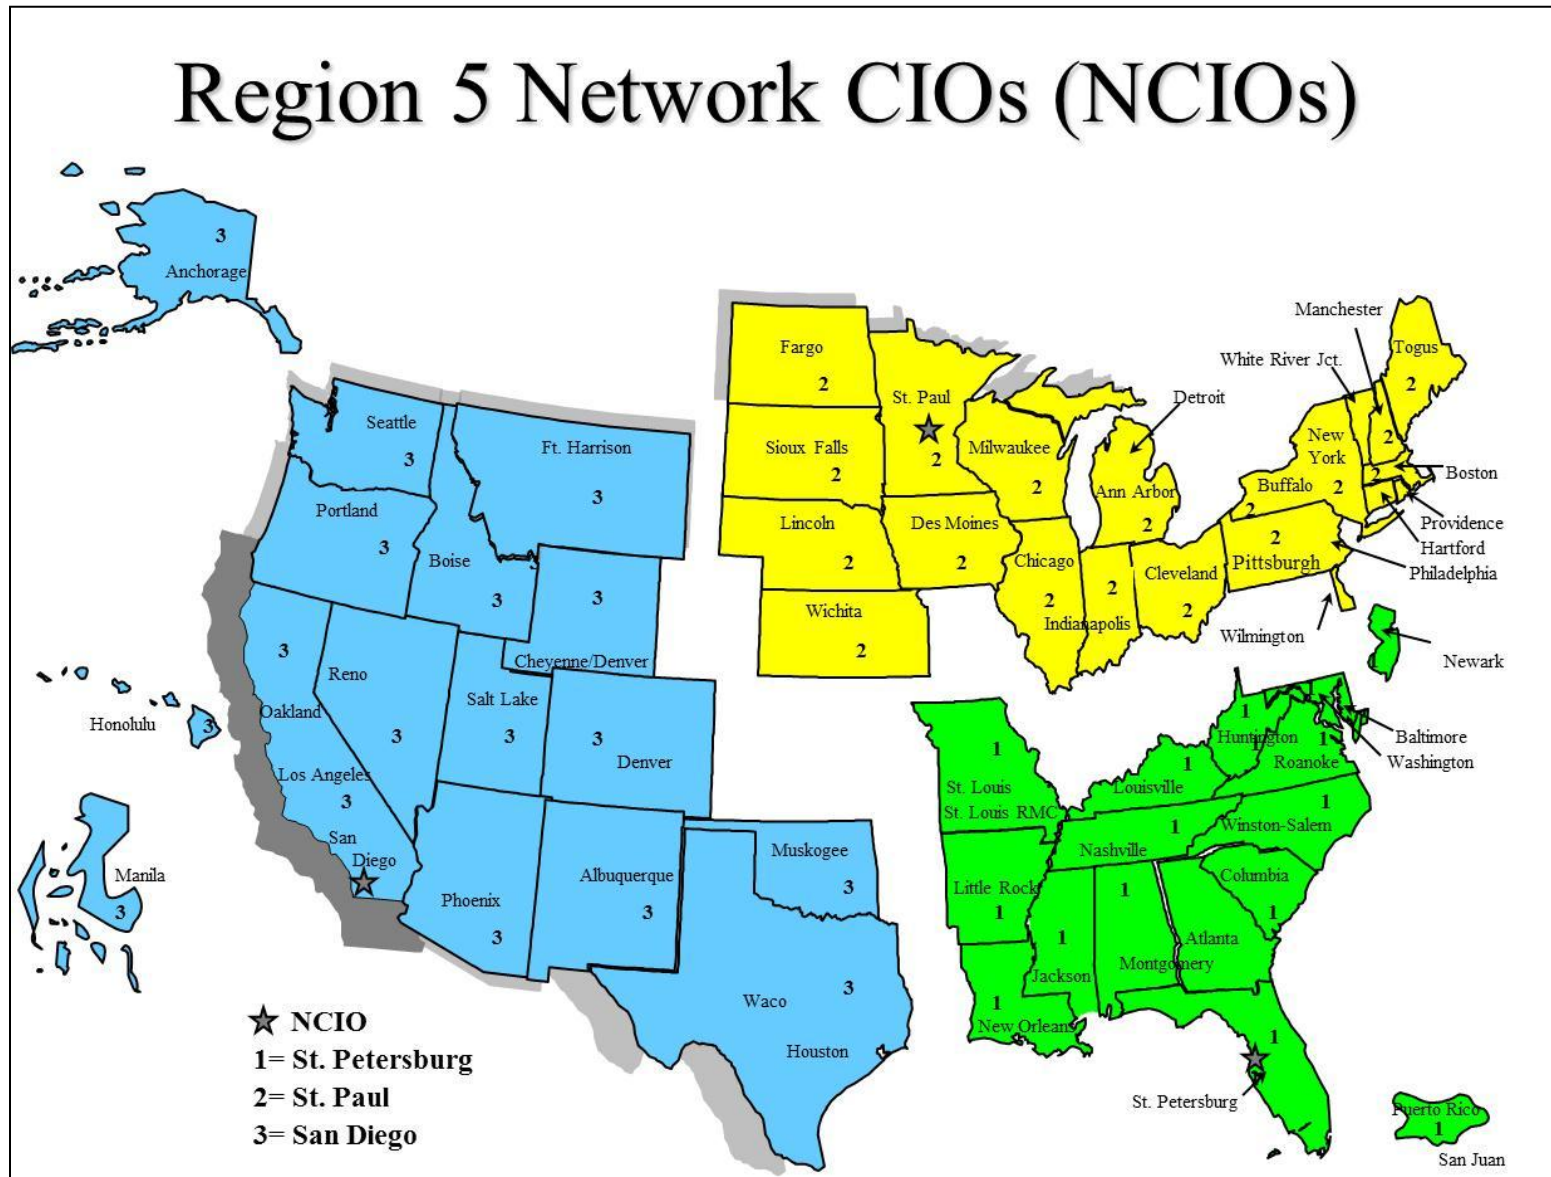 Region 5 Network CIOs (NCIOs)
3
Anchorage
Seattle
3
Ft. Harrison
3
Portland
3
Boise
3
3
Cheyenne/Denver
3
Oakland
Reno
3
Salt Lake
3
3
Denver
Honolulu
3
Los Angeles
3
San
Diego
Manila
3
Phoenix
3
Albuquerque
3
Muskogee
3
Waco
3
Houston
Fargo
2
St. Paul
2
Sioux Falls
2
Milwaukee
2
Detroit
Ann Arbor
2
Lincoln
2
Des Moines
2
Chicago
2
2
Indianapolis
Cleveland
2
Wichita
2
Manchester
White River Jct.
Togus
2
2
New
York
2
Buffalo
2
2
Boston
Providence
Hartford
Philadelphia
2
Pittsburgh
Wilmington
Newark
1
1
Huntington
1
1
Roanoke
Baltimore
Washington
1
St. Louis
St. Louis RMC
1
Louisville
1
Nashville
1
Winston-Salem
Little Rock
1
Columbia
1
1
Jackson
1
Montgomery
Atlanta
1
New Orleans
1
St. Petersburg
Puerto Rico
1
San Juan
NCIO
1= St. Petersburg
2= St. Paul
3= San Diego